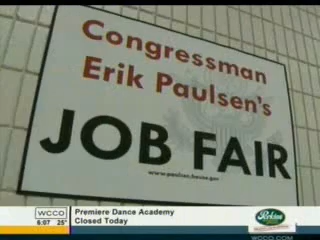 Congressman
Erik Paulsen's
JOB FAIR
www.paulsen.house.gov
WCCO
6:07 25°
Premiere Dance Academy
Closed Today
WCCO.COM